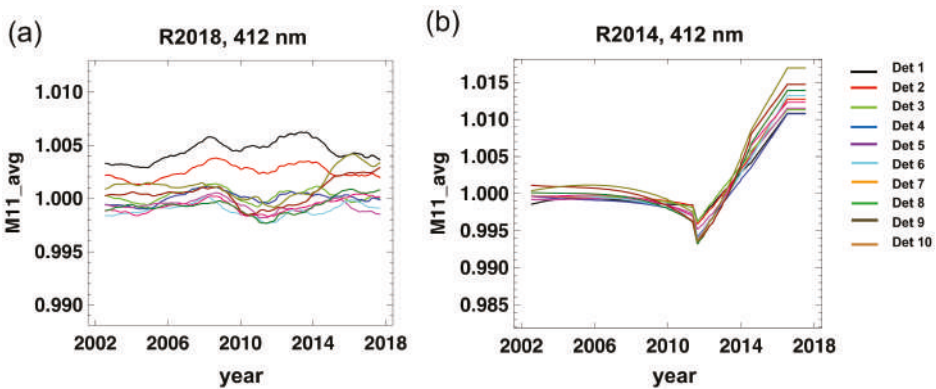 (a)
R2018, 412 nm
M11_avg
1.010
1.005
1.000
0.995
0.990
2002
2006
2010
2014
2018
year
(b)
R2014, 412 nm
M11_avg
1.015
1.010
1.005
1.000
0.995
0.990
0.985
2002
2006
2010
2014
2018
year
Det 1
Det 2
Det 3
Det 4
Det 5
Det 6
Det 7
Det 8
Det 9
Det 10